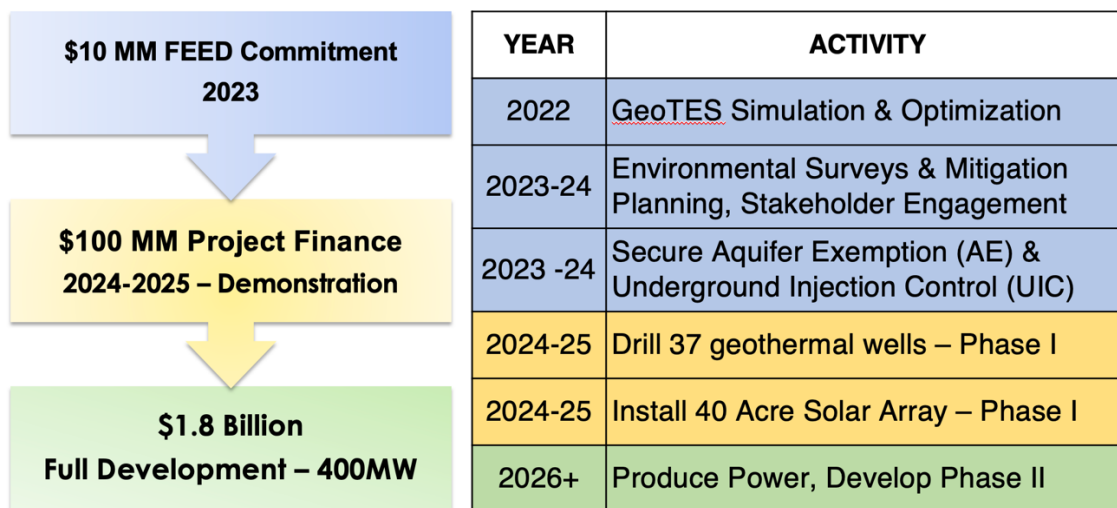 $10 MM FEED Commitment
2023
$100 MM Project Finance
2024-2025 – Demonstration
$1.8 Billion
Full Development – 400MW
YEAR ACTIVITY
2022 GeoTES Simulation & Optimization
2023-24 Environmental Surveys & Mitigation
Planning, Stakeholder Engagement
2023 -24 Secure Aquifer Exemption (AE) &
Underground Injection Control (UIC)
2024-25 Drill 37 geothermal wells – Phase I
2024-25 Install 40 Acre Solar Array – Phase I
2026+ Produce Power, Develop Phase II